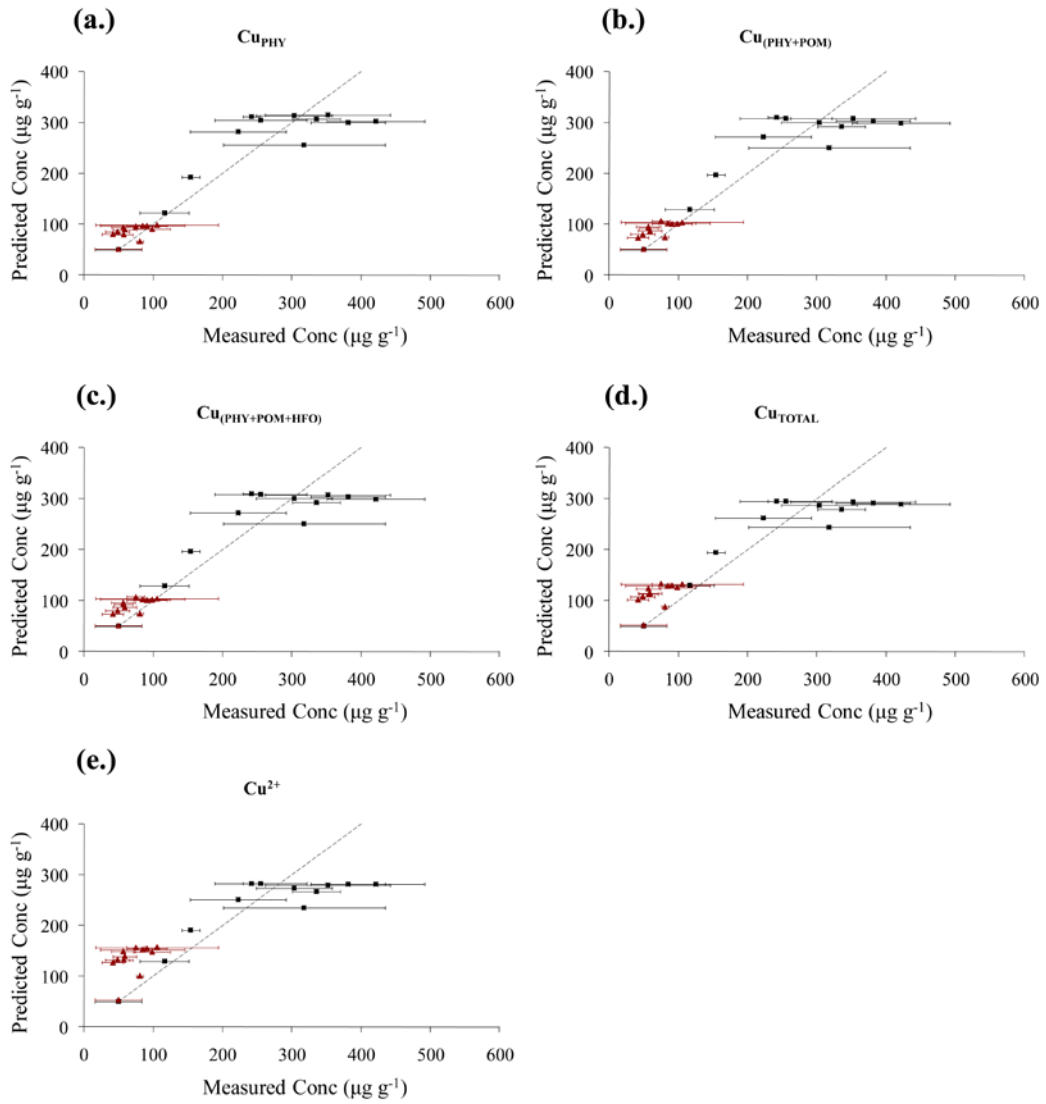 (a.)
Cu_PHY
400
300
200
100
0
Predicted Conc (µg g⁻¹)
0 100 200 300 400 500 600
Measured Conc (µg g⁻¹)
(b.)
Cu_(PHY+POM)
400
300
200
100
0
Predicted Conc (µg g⁻¹)
0 100 200 300 400 500 600
Measured Conc (µg g⁻¹)
(c.)
Cu_(PHY+POM+HFO)
400
300
200
100
0
Predicted Conc (µg g⁻¹)
0 100 200 300 400 500 600
Measured Conc (µg g⁻¹)
(d.)
Cu_TOTAL
400
300
200
100
0
Predicted Conc (µg g⁻¹)
0 100 200 300 400 500 600
Measured Conc (µg g⁻¹)
(e.)
Cu²⁺
400
300
200
100
0
Predicted Conc (µg g⁻¹)
0 100 200 300 400 500 600
Measured Conc (µg g⁻¹)